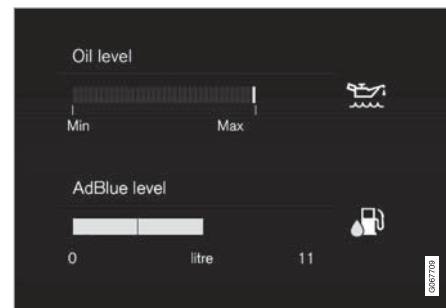 Oil level
Min Max
AdBlue level
0 litre 11
G067709